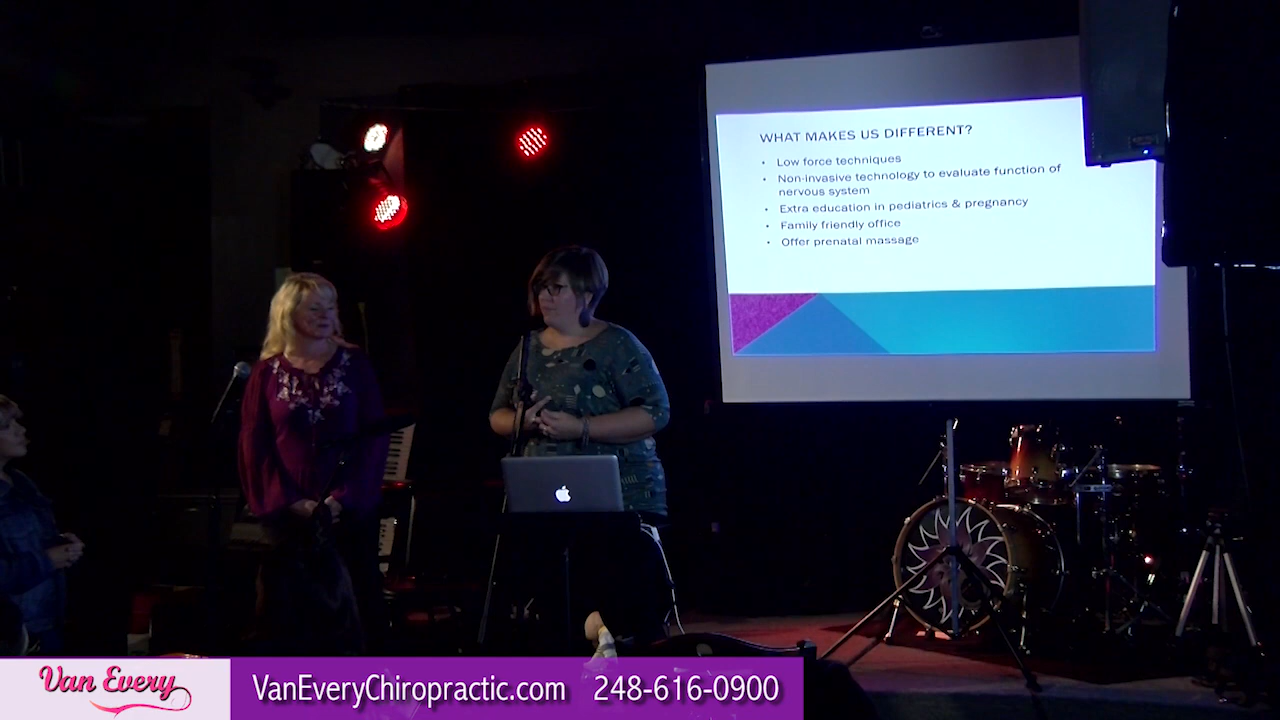 WHAT MAKES US DIFFERENT?
• Low force techniques
• Non-invasive technology to evaluate function of
nervous system
• Extra education in pediatrics & pregnancy
• Family friendly office
• Offer prenatal massage
Van Every
VanEveryChiropractic.com 248-616-0900